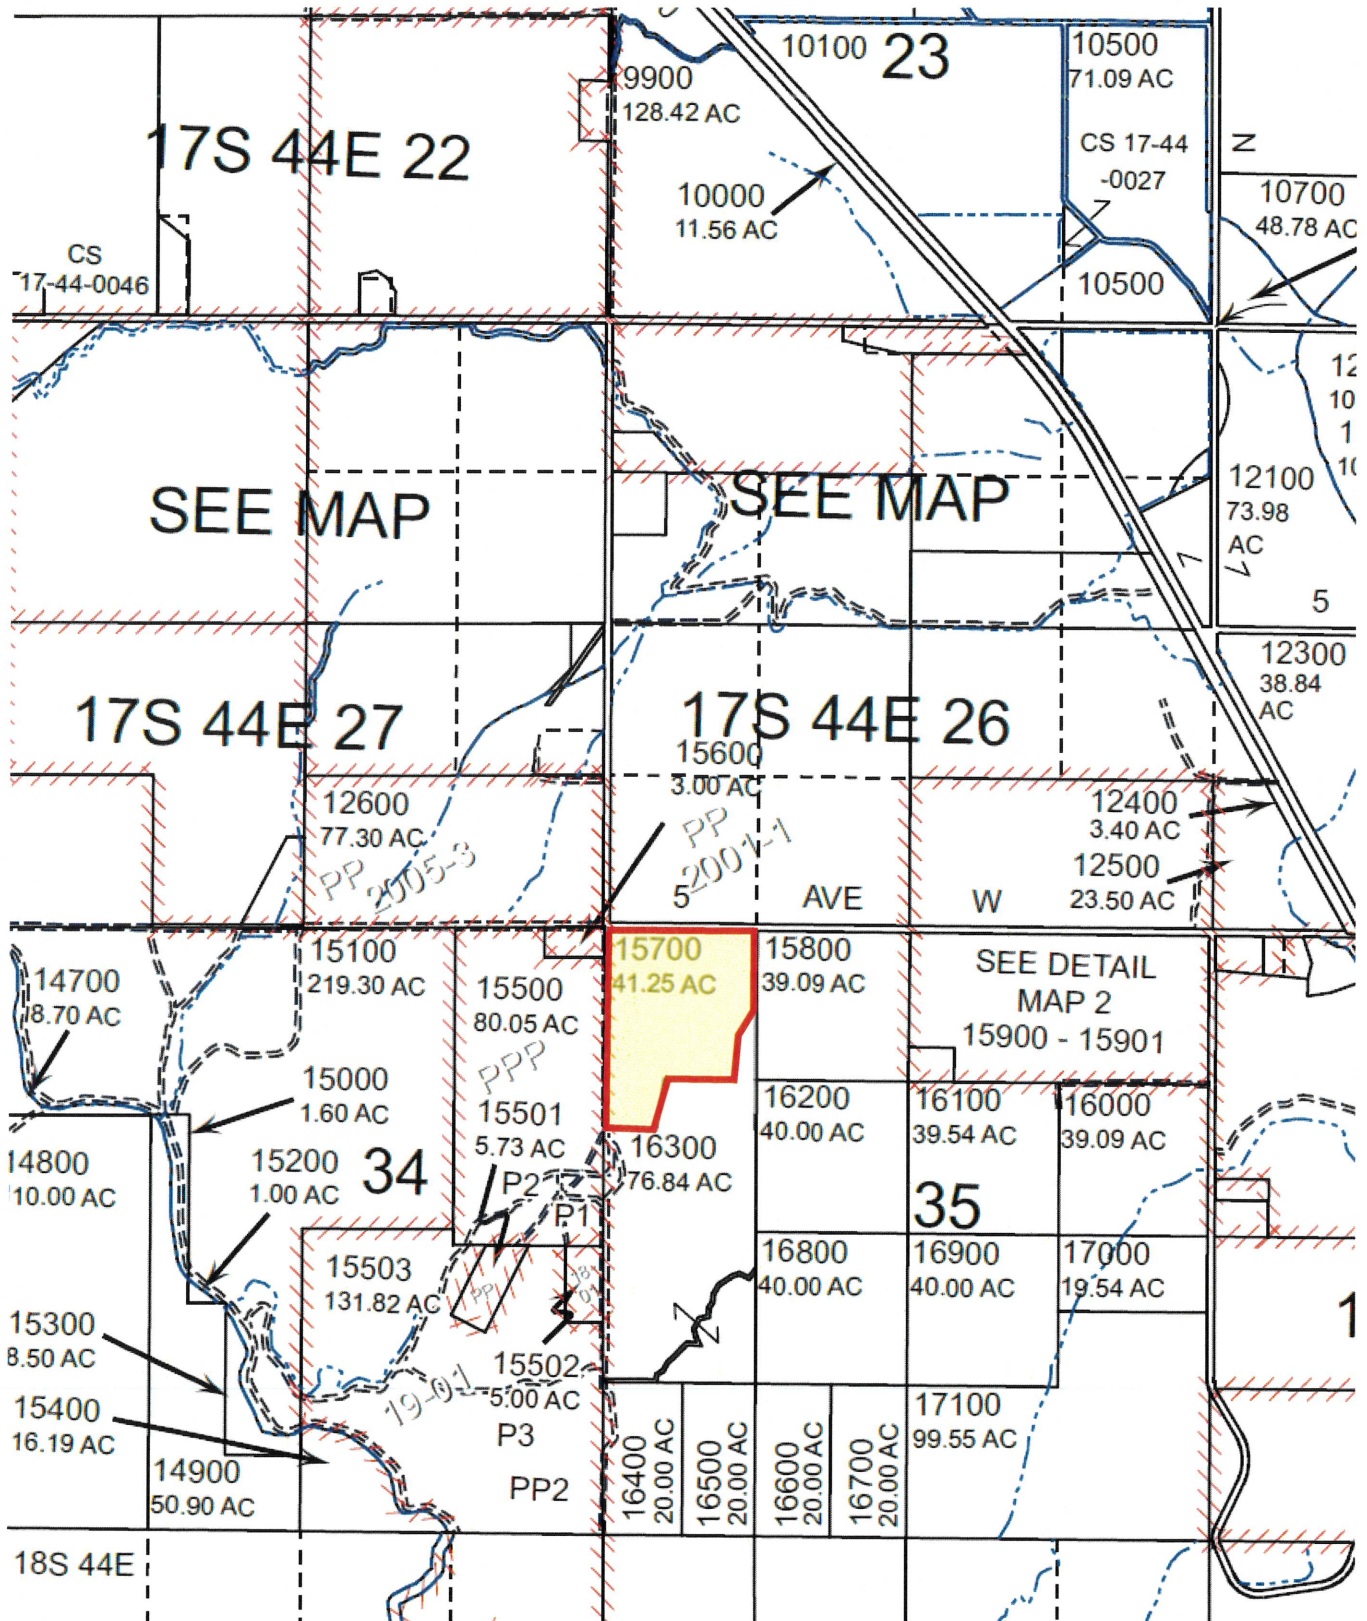 10100
23
10500
71.09 AC
9900
128.42 AC
CS 17-44
-0027
17S 44E 22
10000
11.56 AC
10700
48.78 AC
CS
17-44-0046
10500
SEE MAP
SEE MAP
12100
73.98
AC
5
12300
38.84
AC
17S 44E 27
17S 44E 26
15600
3.00 AC
12600
77.30 AC
PP
2005-3
PP
2001-1
12400
3.40 AC
12500
23.50 AC
5 AVE W
15100
219.30 AC
15700
41.25 AC
15800
39.09 AC
SEE DETAIL
MAP 2
15900 - 15901
14700
8.70 AC
15500
80.05 AC
PPP
15000
1.60 AC
15501
5.73 AC
16200
40.00 AC
16100
39.54 AC
16000
39.09 AC
14800
10.00 AC
15200
1.00 AC
34
P2
P1
16300
76.84 AC
35
15503
131.82 AC
PP
16800
40.00 AC
16900
40.00 AC
17000
19.54 AC
15300
8.50 AC
15502
5.00 AC
19-01
15400
16.19 AC
P3
PP2
14900
50.90 AC
16400
20.00 AC
16500
20.00 AC
16600
20.00 AC
16700
20.00 AC
17100
99.55 AC
18S 44E